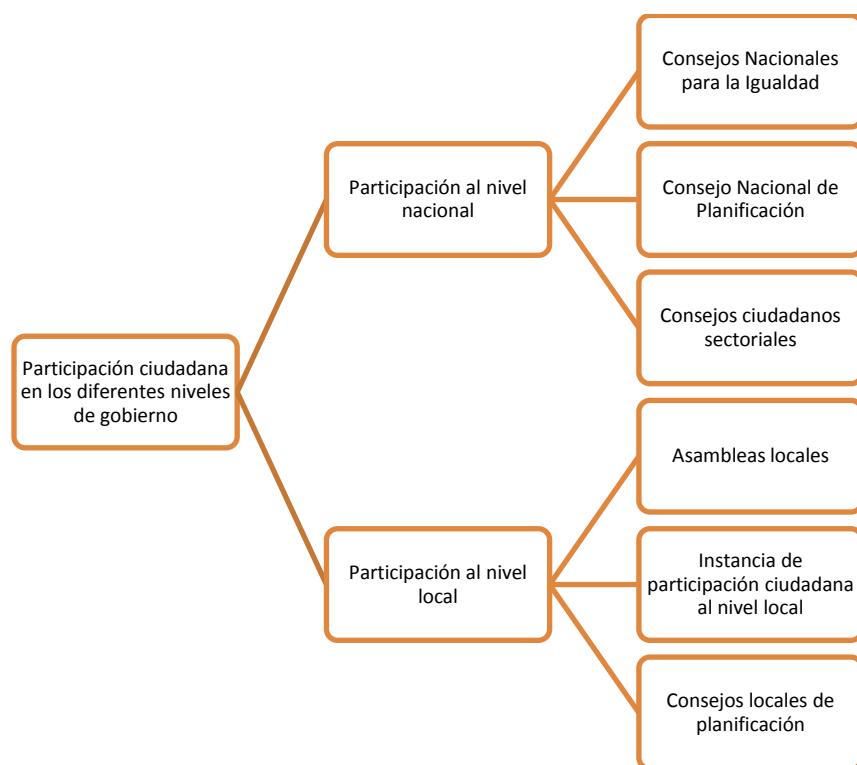 Consejos Nacionales
para la Igualdad
Participación al nivel
nacional
Consejo Nacional de
Planificación
Consejos ciudadanos
sectoriales
Participación ciudadana
en los diferentes niveles
de gobierno
Asambleas locales
Participación al nivel
local
Instancia de
participación ciudadana
al nivel local
Consejos locales de
planificación